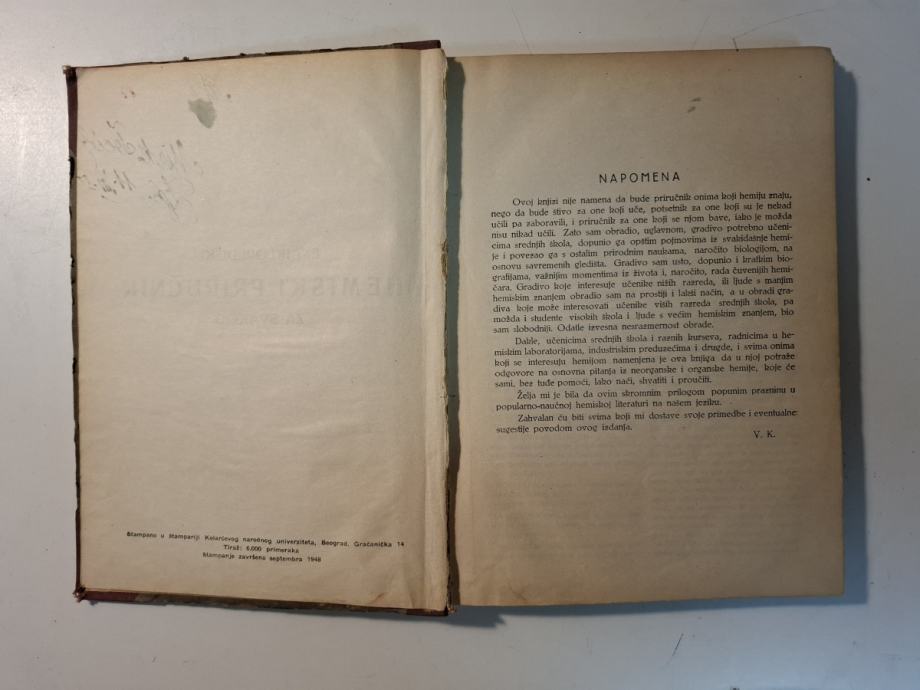 Štampano u štampariji Kolarčevog narodnog univerziteta, Beograd, Gračanička 14
Tiraž: 6.000 primeraka
Štampanje završeno septembra 1948
NAPOMENA
Ovoj knjizi nije namena da bude priručnik onima koji hemiju znaju,
nego da bude štivo za one koji uče, potsetnik za one koji su je nekad
učili pa zaboravili, i priručnik za one koji se njom bave, iako je možda
nisu nikad učili. Zato sam obradio, uglavnom, gradivo potrebno učeni-
cima srednjih škola, dopunio ga opštim pojmovima iz svakidašnje hemi-
je i povezao ga s ostalim prirodnim naukama, naročito biologijom, na
osnovu savremenih gledišta. Gradivo sam usto, dopunio i kratkim bio-
grafijama, važnijim momentima iz života i, naročito, rada čuvenijih hemi-
čara. Gradivo koje interesuje učenike nižih razreda, ili ljude s manjim
hemiskim znanjem obradio sam na prostiji i lakši način, a u obradi gra-
diva koje može interesovati učenike viših razreda srednjih škola, pa
možda i studente visokih škola i ljude s većim hemiskim znanjem, bio
sam slobodniji. Odatle izvesna nesrazmernost obrade.
Dakle, učenicima srednjih škola i raznih kurseva, radnicima u he-
miskim laboratorijama, industriskim preduzećima i drugde, i svima onima
koji se interesuju hemijom namenjena je ova knjiga da u njoj potraže
odgovore na osnovna pitanja iz neorganske i organske hemije, koje će
sami, bez tuđe pomoći, lako naći, shvatiti i proučiti.
Želja mi je bila da ovim skromnim prilogom popunim prazninu u
popularno-naučnoj hemiskoj literaturi na našem jeziku.
Zahvalan ću biti svima koji mi dostave svoje primedbe i eventualne
sugestije povodom ovog izdanja.
V. K.